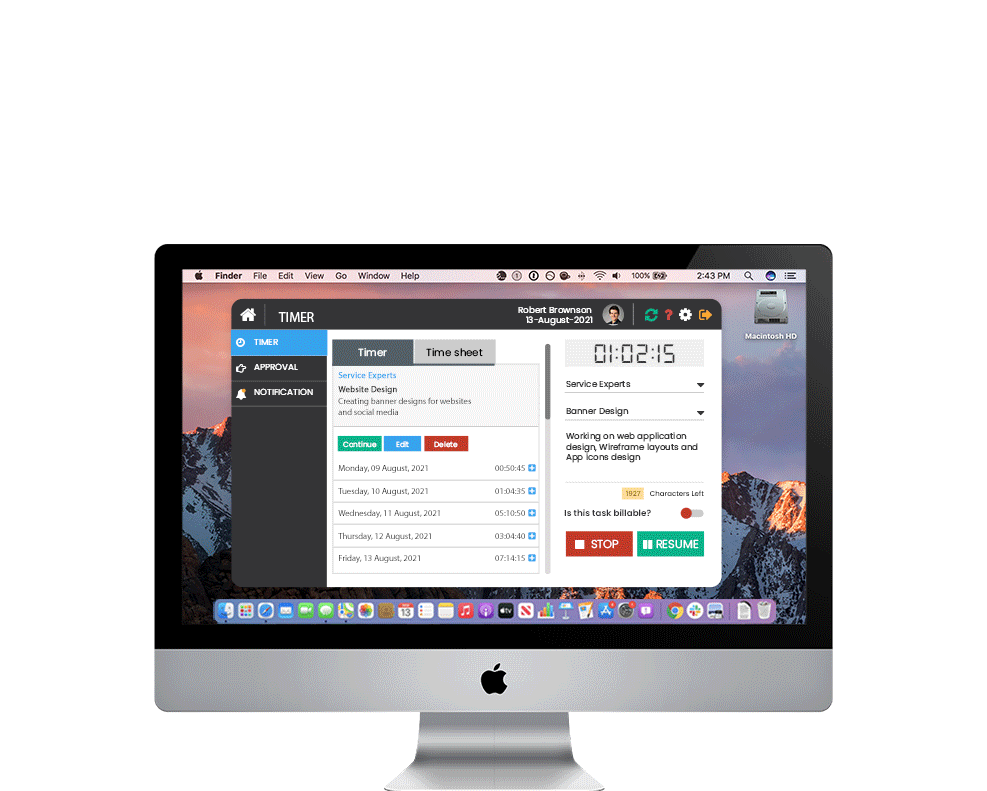 Finder File Edit View Go Window Help 100% 2:43 PM
Macintosh HD
TIMER
Robert Brownson
13-August-2021
TIMER
APPROVAL
NOTIFICATION
Timer Time sheet
Service Experts
Website Design
Creating banner designs for websites
and social media
Continue Edit Delete
Monday, 09 August, 2021 00:50:45
Tuesday, 10 August, 2021 01:04:35
Wednesday, 11 August, 2021 05:10:50
Thursday, 12 August, 2021 03:04:40
Friday, 13 August, 2021 07:14:15
01:02:15
Service Experts
Banner Design
Working on web application
design, Wireframe layouts and
App icons design
1927 Characters Left
Is this task billable?
STOP RESUME
13
tv